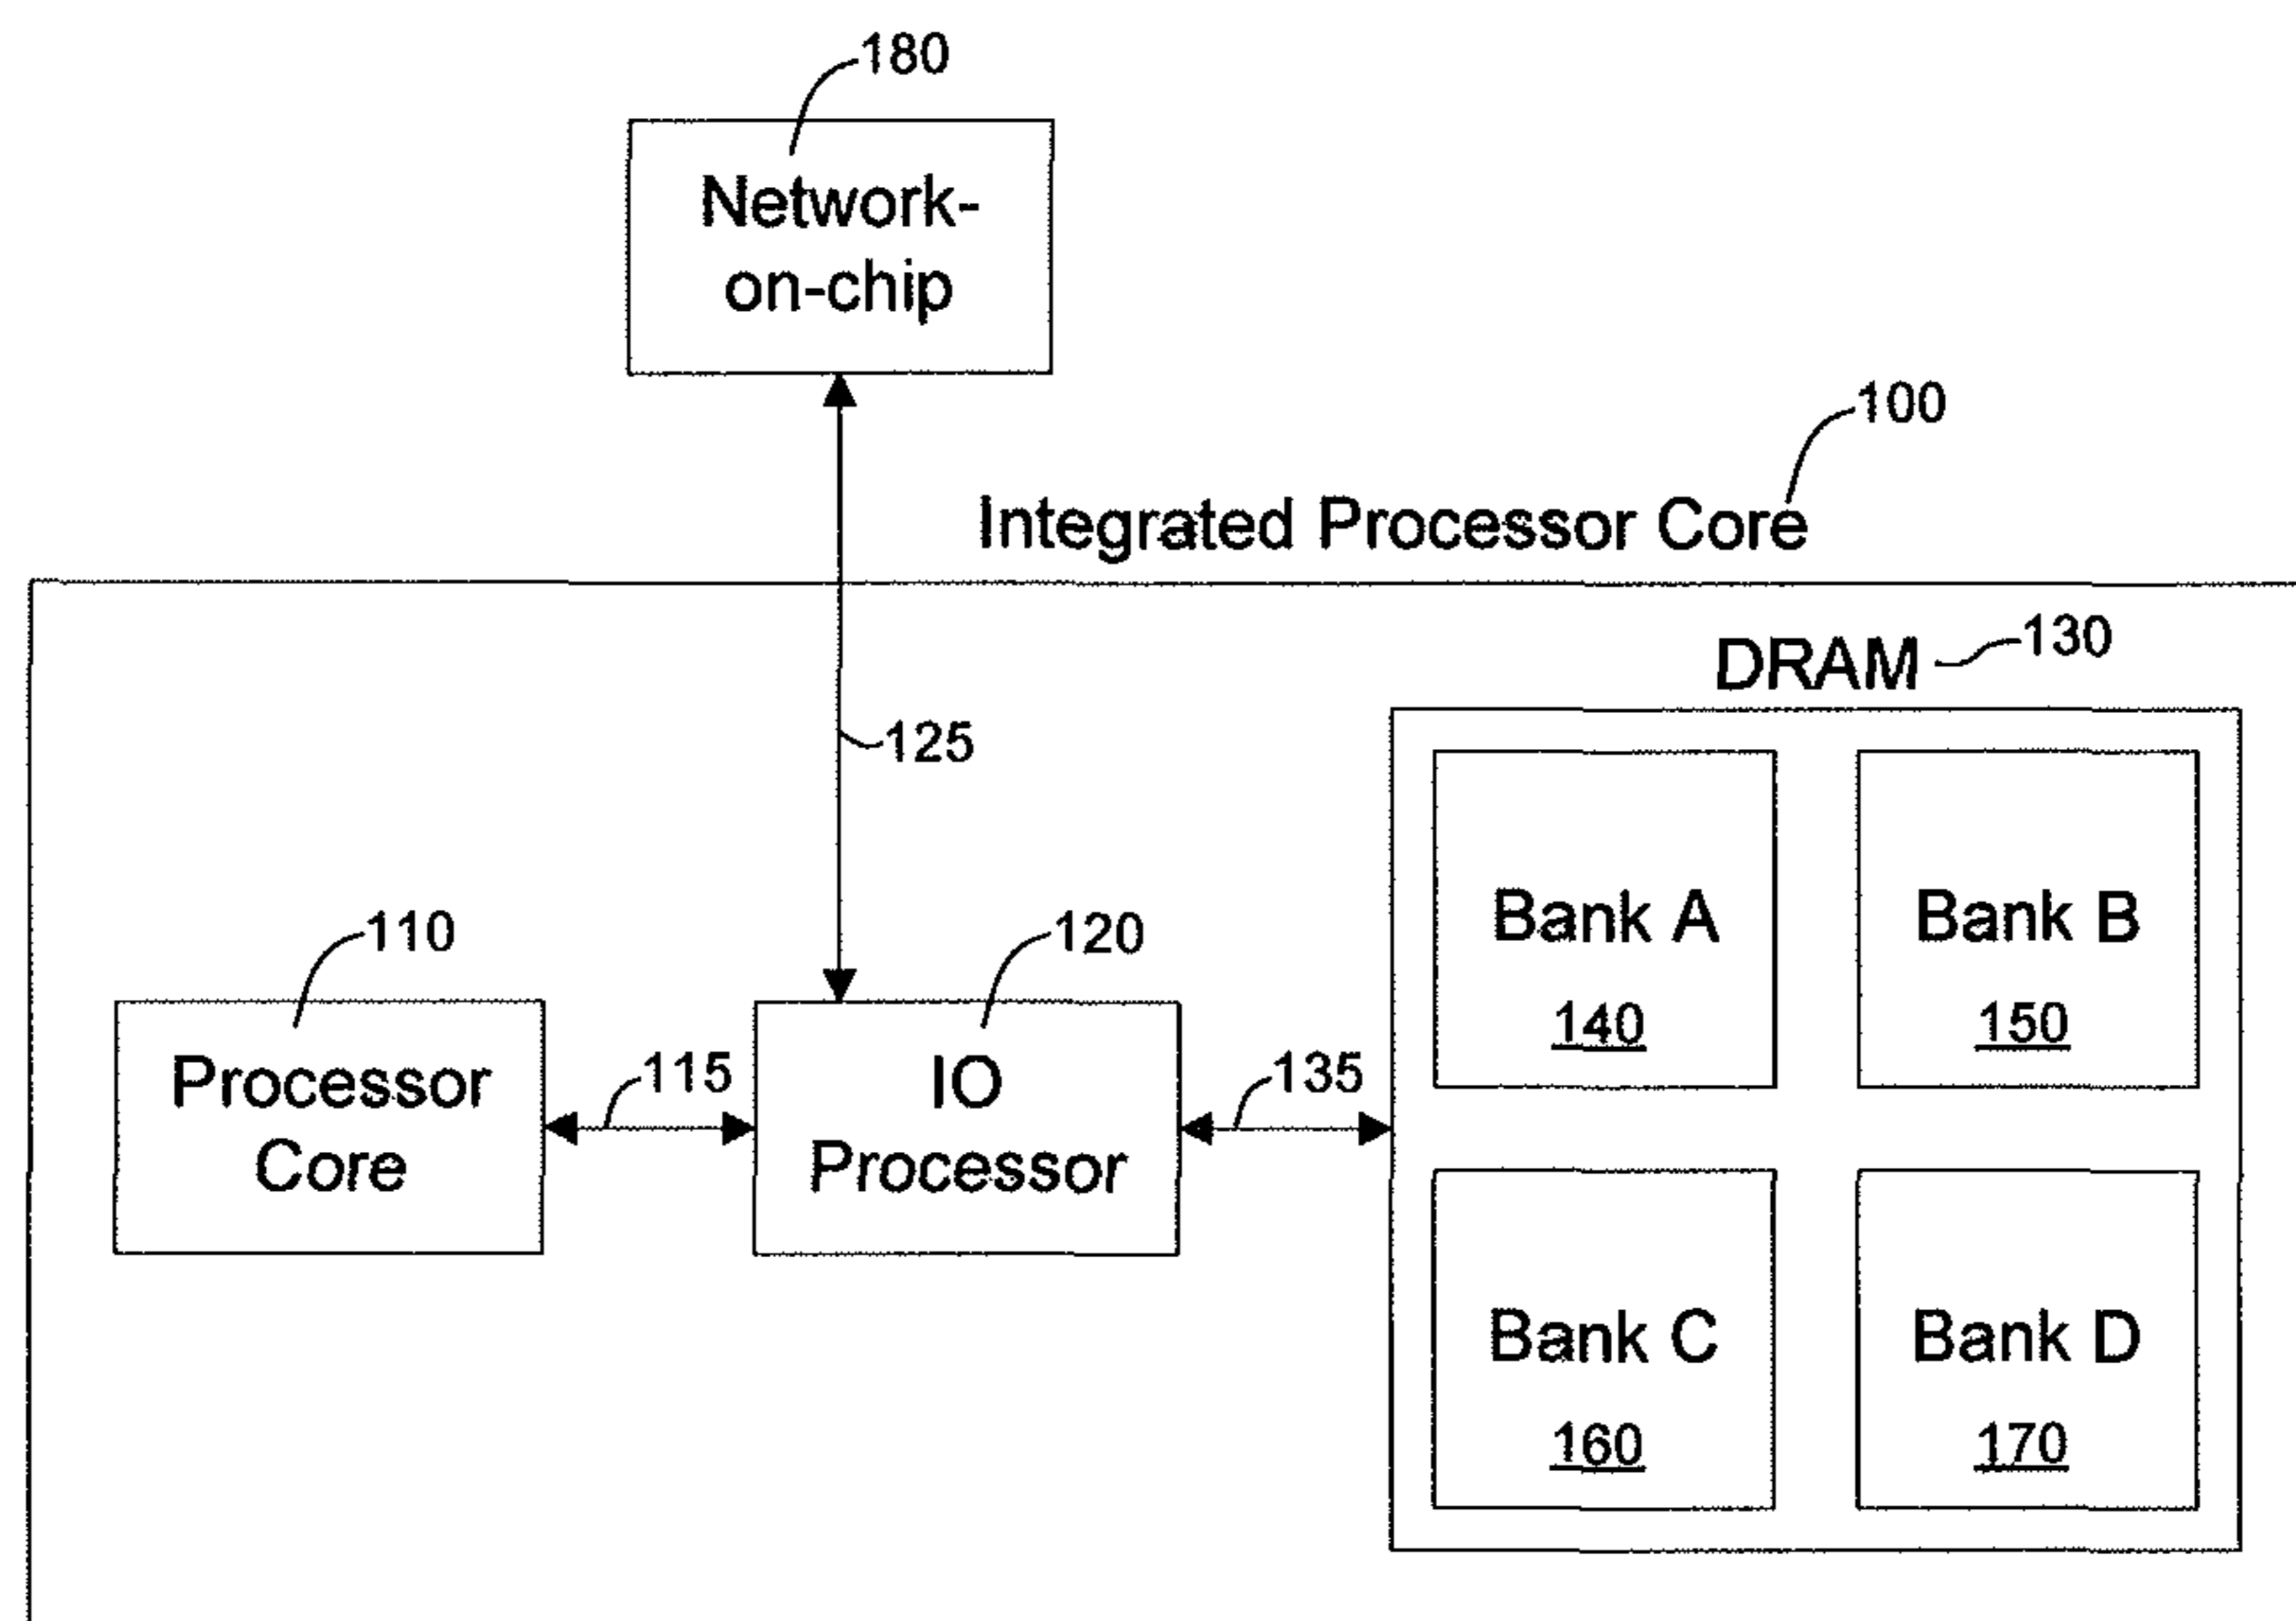 180
Network-
on-chip
100
Integrated Processor Core
DRAM
130
125
110
120
Processor
Core
115
IO
Processor
135
Bank A
140
Bank B
150
Bank C
160
Bank D
170